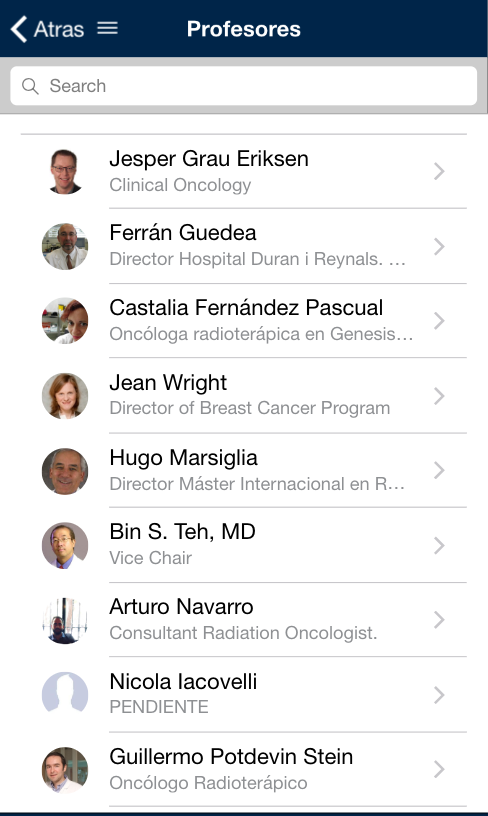 Atras
Profesores
Search
Jesper Grau Eriksen
Clinical Oncology
Ferrán Guedea
Director Hospital Duran i Reynals. …
Castalia Fernández Pascual
Oncóloga radioterápica en Genesis…
Jean Wright
Director of Breast Cancer Program
Hugo Marsiglia
Director Máster Internacional en R…
Bin S. Teh, MD
Vice Chair
Arturo Navarro
Consultant Radiation Oncologist.
Nicola Iacovelli
PENDIENTE
Guillermo Potdevin Stein
Oncólogo Radioterápico